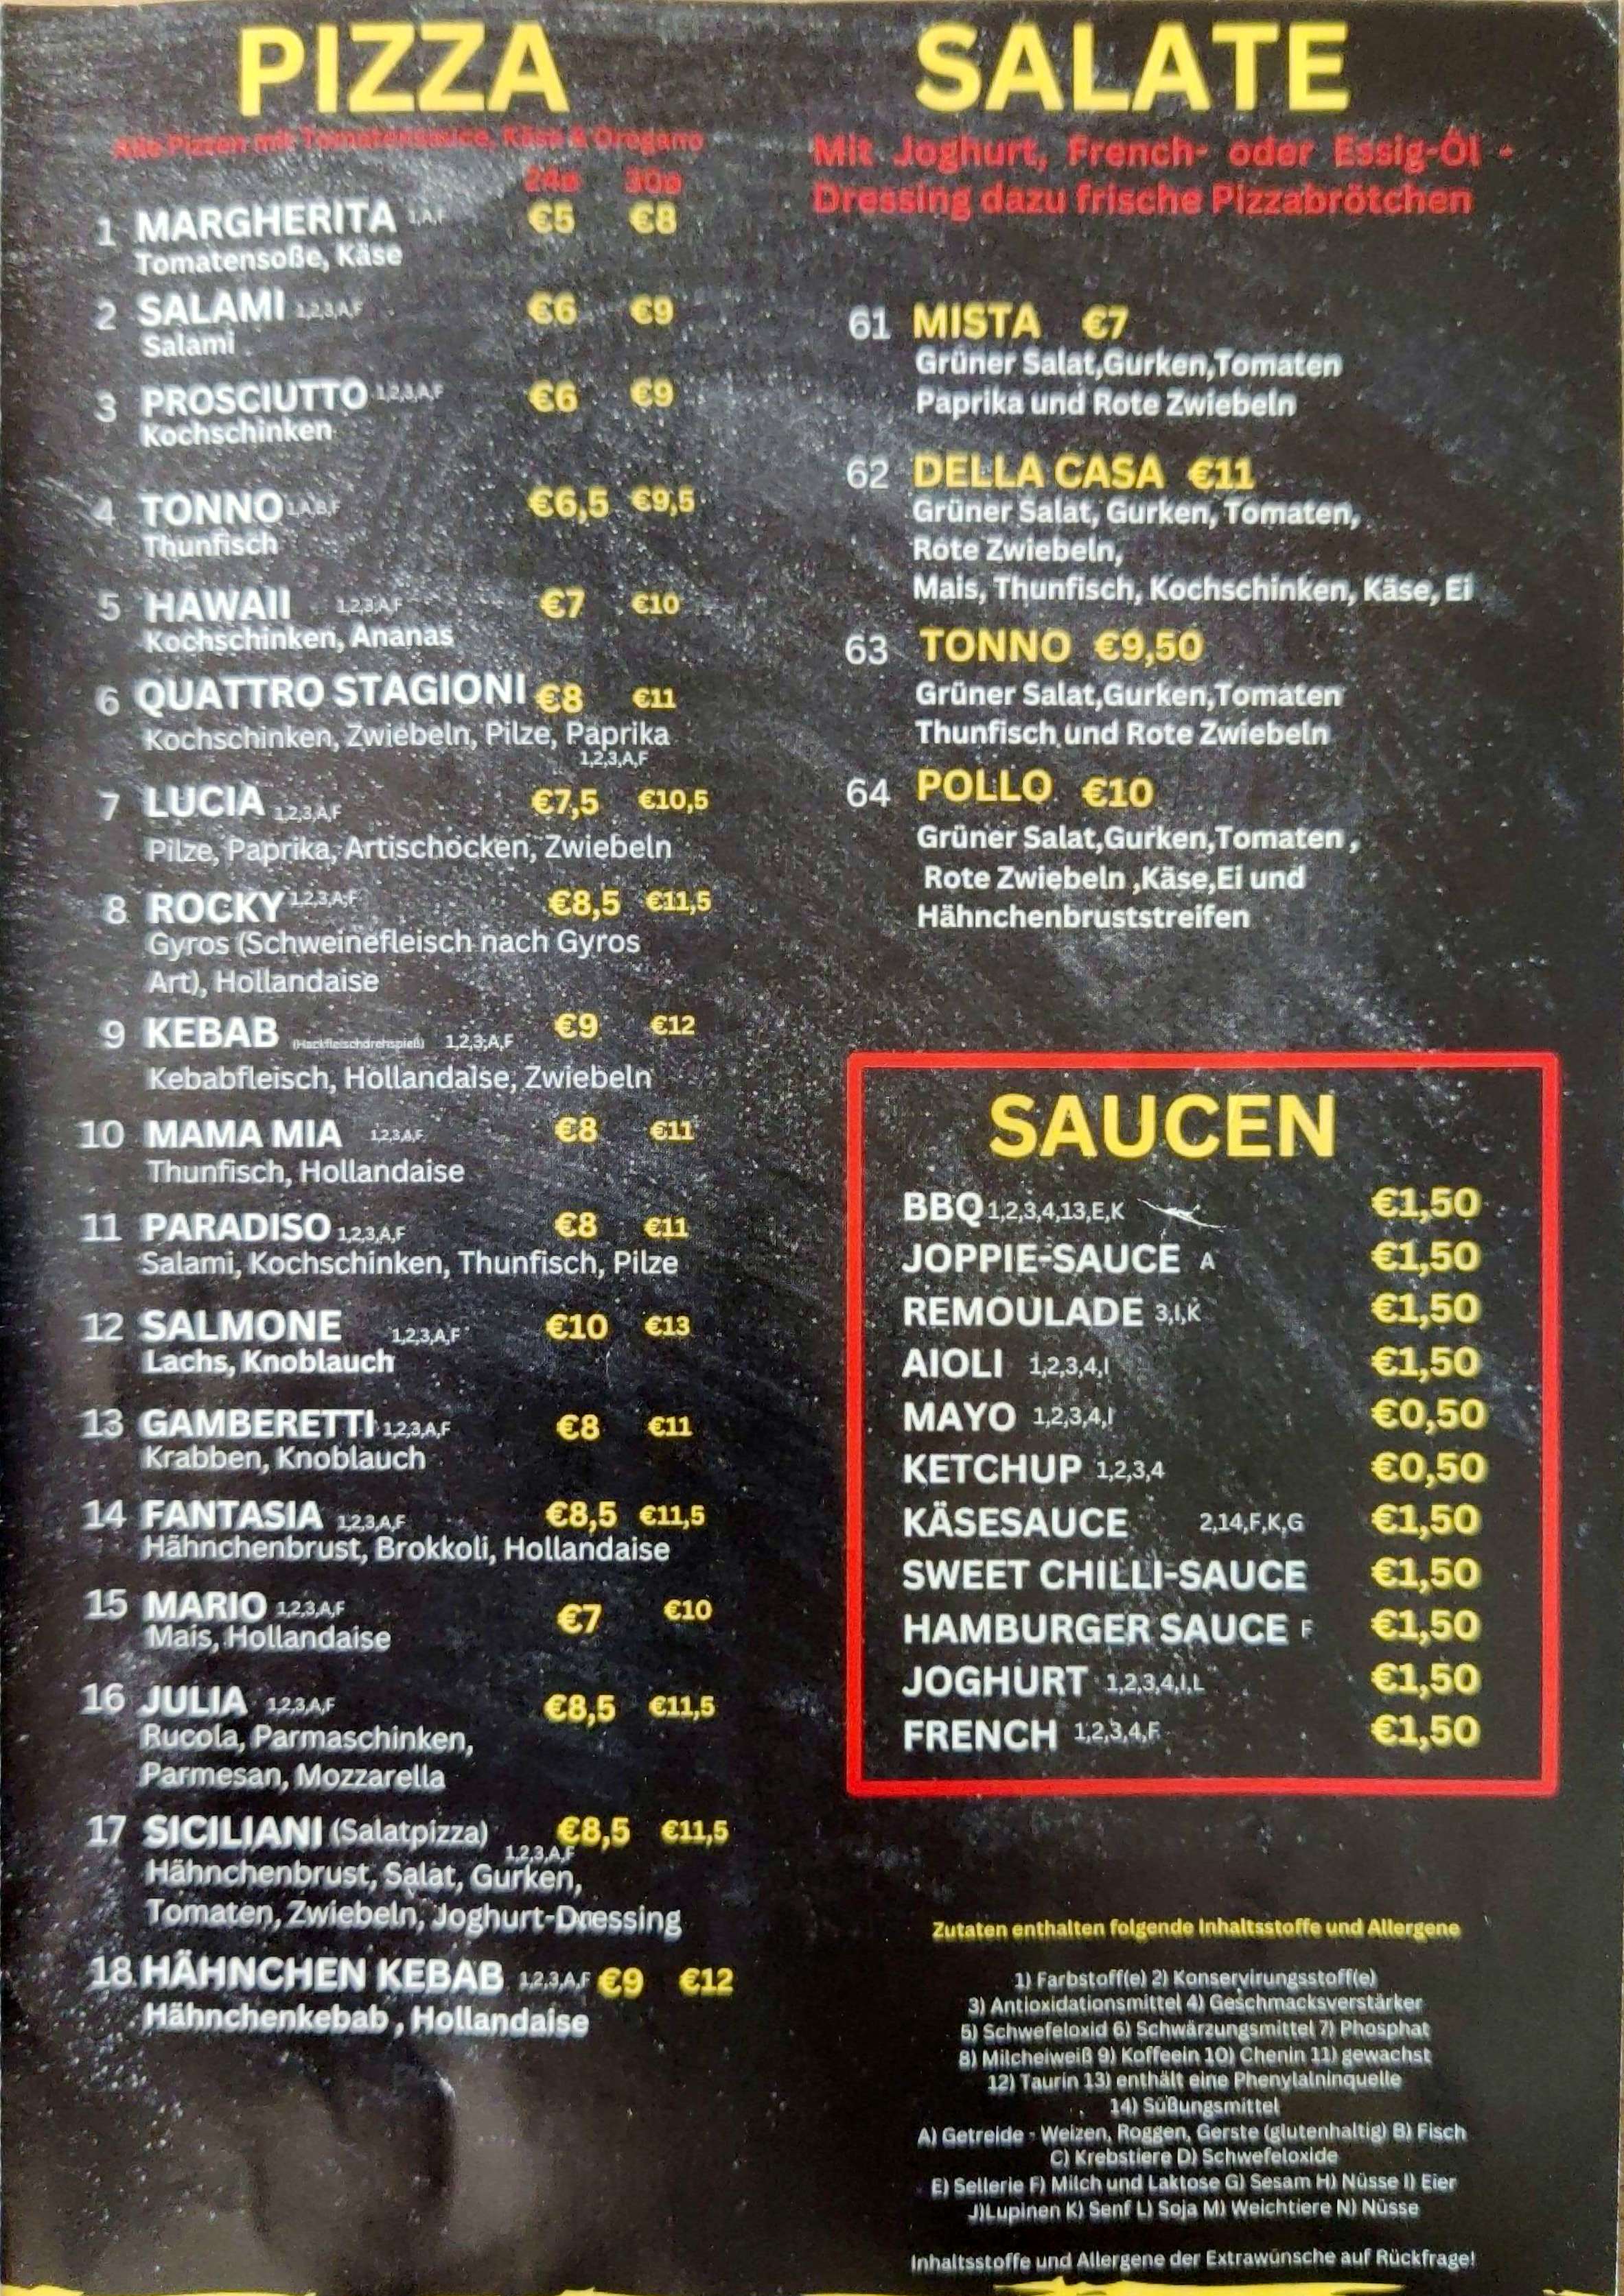 PIZZA
Alle Pizzen mit Tomatensauce, Käse & Oregano
24ø 30ø
1 MARGHERITA 1,A,F €5 €8
Tomatensoße, Käse
2 SALAMI 1,2,3,A,F €6 €9
Salami
3 PROSCIUTTO 1,2,3,A,F €6 €9
Kochschinken
4 TONNO 1,A,B,F €6,5 €9,5
Thunfisch
5 HAWAII 1,2,3,A,F €7 €10
Kochschinken, Ananas
6 QUATTRO STAGIONI €8 €11
Kochschinken, Zwiebeln, Pilze, Paprika
1,2,3,A,F
7 LUCIA 1,2,3,A,F €7,5 €10,5
Pilze, Paprika, Artischocken, Zwiebeln
8 ROCKY 1,2,3,A,F €8,5 €11,5
Gyros (Schweinefleisch nach Gyros
Art), Hollandaise
9 KEBAB (Hackfleischdrehspieß) 1,2,3,A,F €9 €12
Kebabfleisch, Hollandaise, Zwiebeln
10 MAMA MIA 1,2,3,A,F €8 €11
Thunfisch, Hollandaise
11 PARADISO 1,2,3,A,F €8 €11
Salami, Kochschinken, Thunfisch, Pilze
12 SALMONE 1,2,3,A,F €10 €13
Lachs, Knoblauch
13 GAMBERETTI 1,2,3,A,F €8 €11
Krabben, Knoblauch
14 FANTASIA 1,2,3,A,F €8,5 €11,5
Hähnchenbrust, Brokkoli, Hollandaise
15 MARIO 1,2,3,A,F €7 €10
Mais, Hollandaise
16 JULIA 1,2,3,A,F €8,5 €11,5
Rucola, Parmaschinken,
Parmesan, Mozzarella
17 SICILIANI (Salatpizza) €8,5 €11,5
1,2,3,A,F
Hähnchenbrust, Salat, Gurken,
Tomaten, Zwiebeln, Joghurt-Dressing
18 HÄHNCHEN KEBAB 1,2,3,A,F €9 €12
Hähnchenkebab , Hollandaise
SALATE
Mit Joghurt, French- oder Essig-Öl -
Dressing dazu frische Pizzabrötchen
61 MISTA €7
Grüner Salat,Gurken,Tomaten
Paprika und Rote Zwiebeln
62 DELLA CASA €11
Grüner Salat, Gurken, Tomaten,
Rote Zwiebeln,
Mais, Thunfisch, Kochschinken, Käse, Ei
63 TONNO €9,50
Grüner Salat,Gurken,Tomaten
Thunfisch und Rote Zwiebeln
64 POLLO €10
Grüner Salat,Gurken,Tomaten ,
Rote Zwiebeln ,Käse,Ei und
Hähnchenbruststreifen
SAUCEN
BBQ 1,2,3,4,13,E,K €1,50
JOPPIE-SAUCE A €1,50
REMOULADE 3,I,K €1,50
AIOLI 1,2,3,4,I €1,50
MAYO 1,2,3,4,I €0,50
KETCHUP 1,2,3,4 €0,50
KÄSESAUCE 2,14,F,K,G €1,50
SWEET CHILLI-SAUCE €1,50
HAMBURGER SAUCE F €1,50
JOGHURT 1,2,3,4,I,L €1,50
FRENCH 1,2,3,4,F €1,50
Zutaten enthalten folgende Inhaltsstoffe und Allergene
1) Farbstoff(e) 2) Konservirungsstoff(e)
3) Antioxidationsmittel 4) Geschmacksverstärker
5) Schwefeloxid 6) Schwärzungsmittel 7) Phosphat
8) Milcheiweiß 9) Koffeein 10) Chenin 11) gewachst
12) Taurin 13) enthält eine Phenylalninquelle
14) Süßungsmittel
A) Getreide - Weizen, Roggen, Gerste (glutenhaltig) B) Fisch
C) Krebstiere D) Schwefeloxide
E) Sellerie F) Milch und Laktose G) Sesam H) Nüsse I) Eier
J)Lupinen K) Senf L) Soja M) Weichtiere N) Nüsse
Inhaltsstoffe und Allergene der Extrawünsche auf Rückfrage!